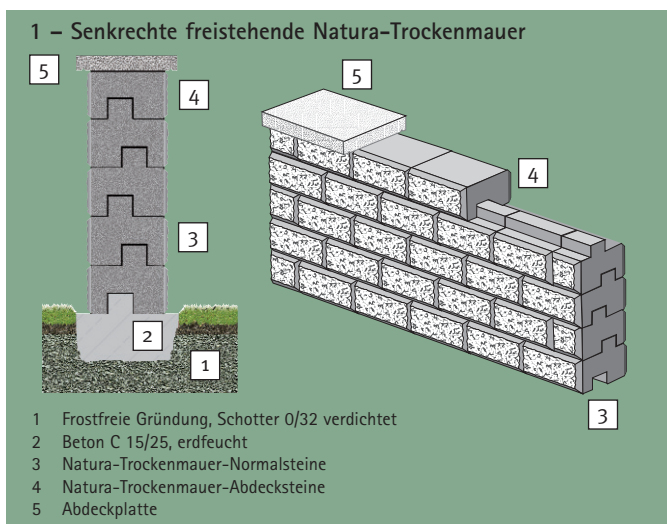 1 – Senkrechte freistehende Natura-Trockenmauer
5
4
3
2
1
5
4
3
1 Frostfreie Gründung, Schotter 0/32 verdichtet
2 Beton C 15/25, erdfeucht
3 Natura-Trockenmauer-Normalsteine
4 Natura-Trockenmauer-Abdecksteine
5 Abdeckplatte